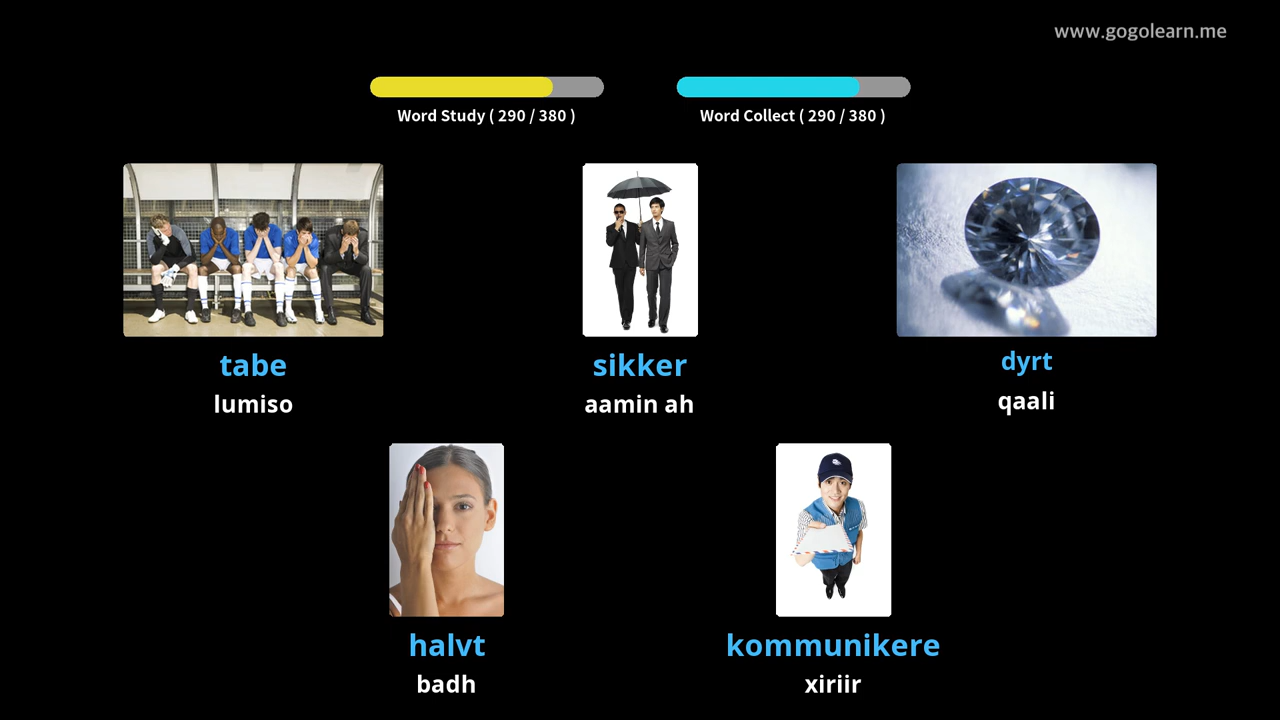 www.gogolearn.me
Word Study ( 290 / 380 )
Word Collect ( 290 / 380 )
tabe
lumiso
sikker
aamin ah
dyrt
qaali
halvt
badh
kommunikere
xiriir